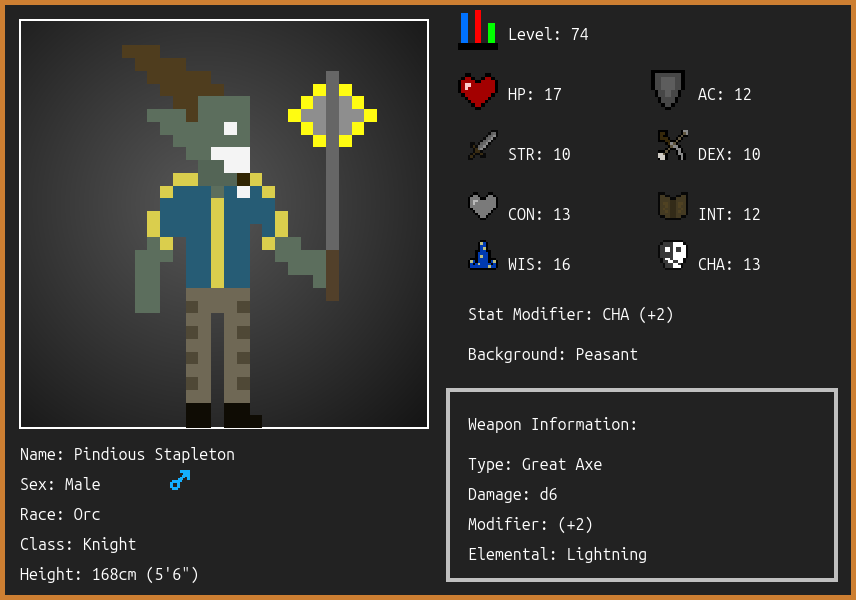 Level: 74
HP: 17
AC: 12
STR: 10
DEX: 10
CON: 13
INT: 12
WIS: 16
CHA: 13
Stat Modifier: CHA (+2)
Background: Peasant
Weapon Information:
Type: Great Axe
Damage: d6
Modifier: (+2)
Elemental: Lightning
Name: Pindious Stapleton
Sex: Male
Race: Orc
Class: Knight
Height: 168cm (5'6")